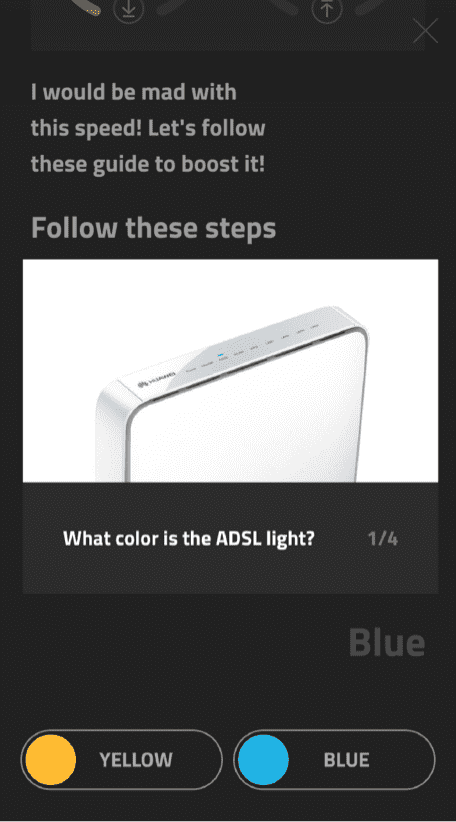 I would be mad with
this speed! Let's follow
these guide to boost it!
Follow these steps
HUAWEI
What color is the ADSL light?
1/4
Blue
YELLOW
BLUE